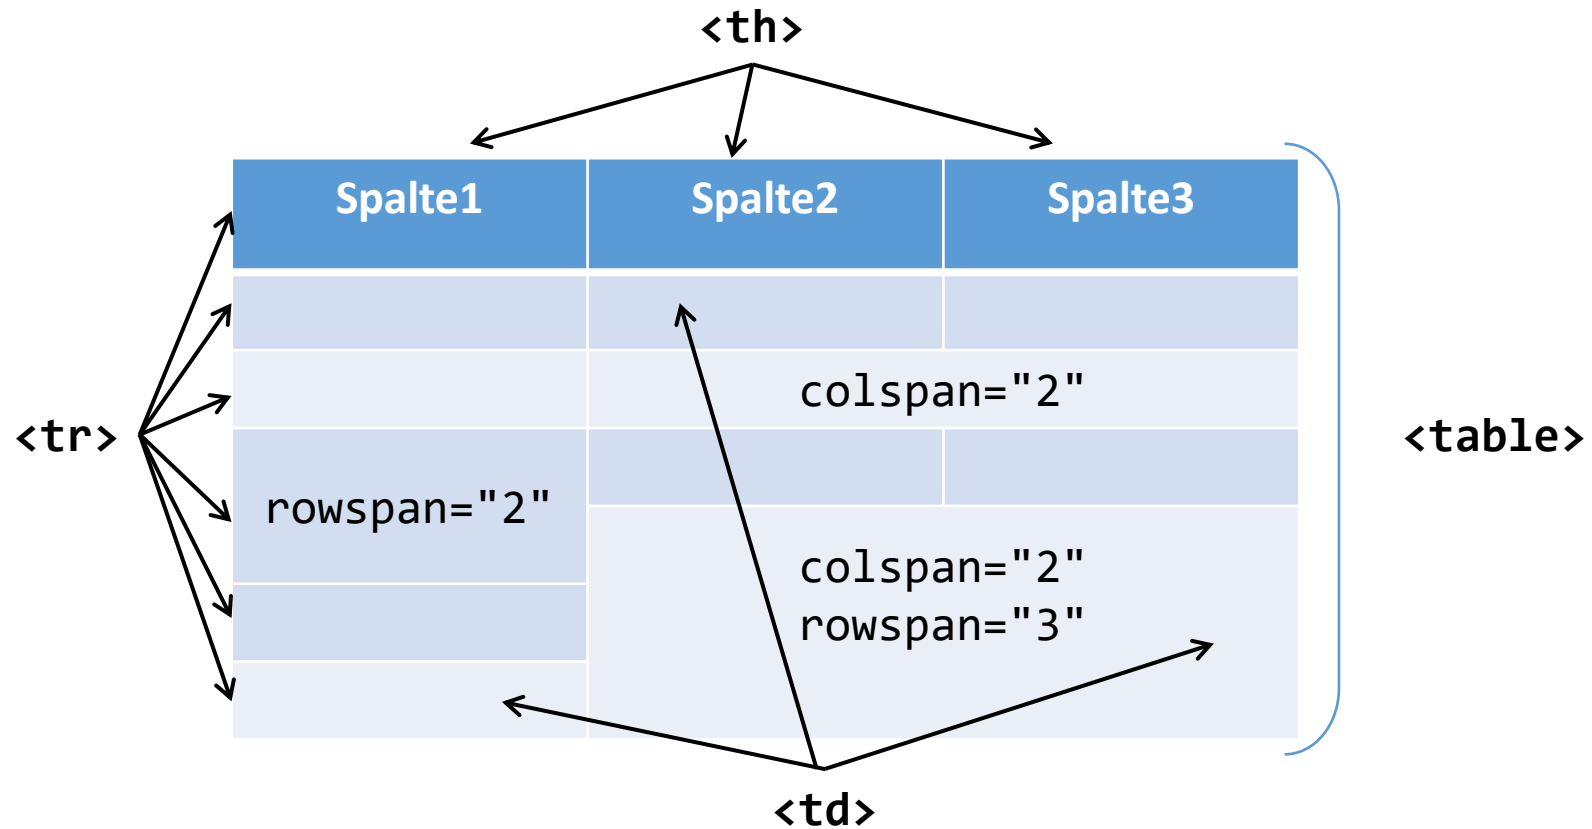 <th>
Spalte1 Spalte2 Spalte3
colspan="2"
<tr>
<table>
rowspan="2"
colspan="2"
rowspan="3"
<td>